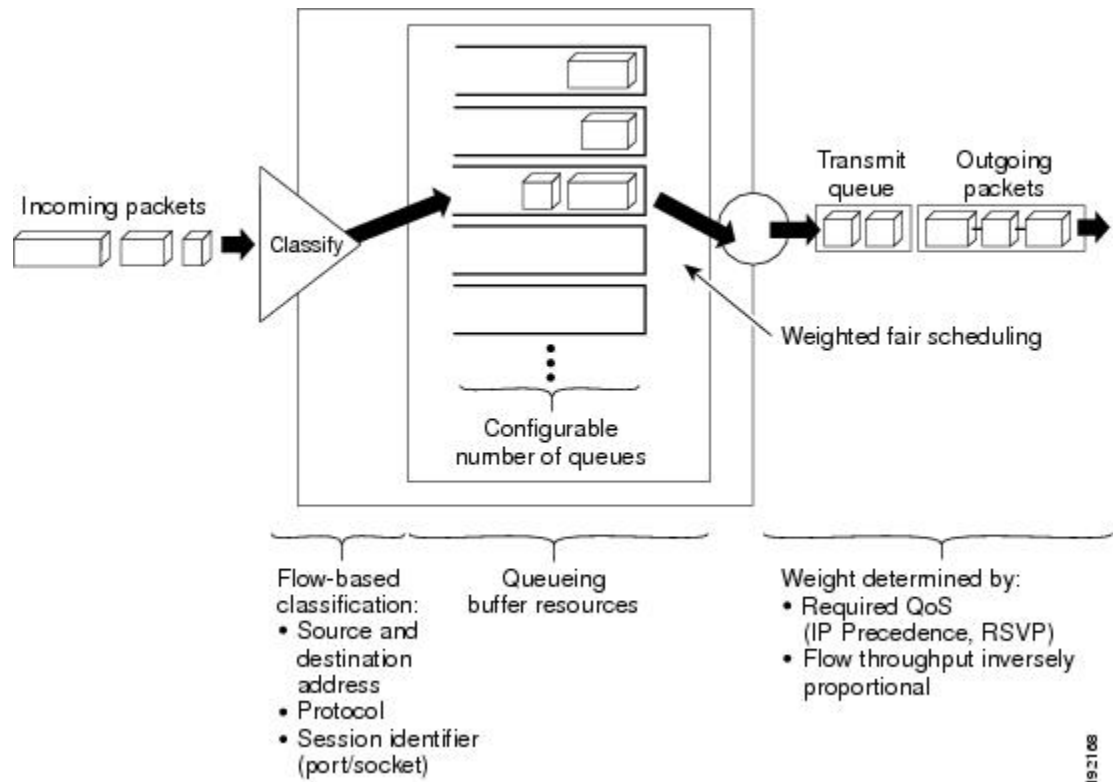 Incoming packets
Classify
Transmit
queue
Outgoing
packets
Weighted fair scheduling
Configurable
number of queues
Flow-based
classification:
• Source and
destination
address
• Protocol
• Session identifier
(port/socket)
Queueing
buffer resources
Weight determined by:
• Required QoS
(IP Precedence, RSVP)
• Flow throughput inversely
proportional
192168